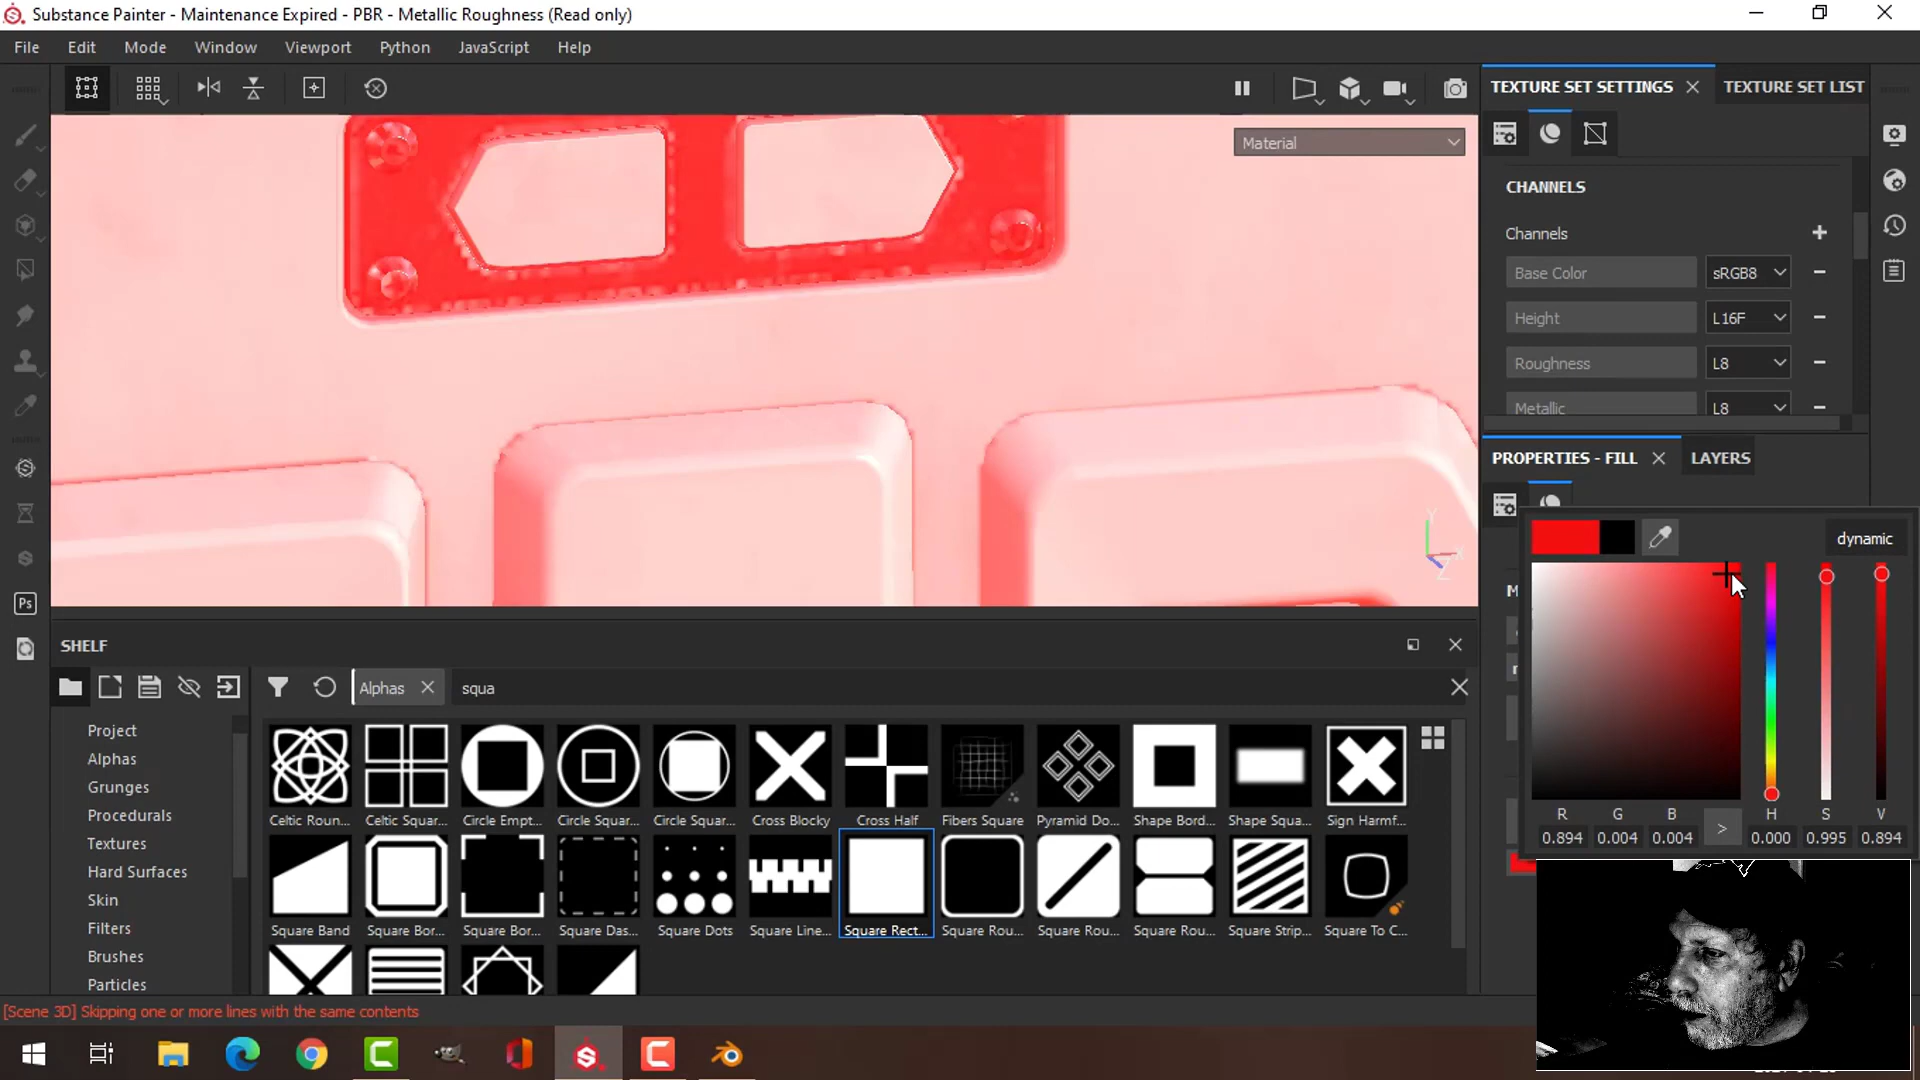 Substance Painter - Maintenance Expired - PBR - Metallic Roughness (Read only)
File Edit Mode Window Viewport Python JavaScript Help
TEXTURE SET SETTINGS TEXTURE SET LIST
Material
CHANNELS
Channels
Base Color sRGB8
Height L16F
Roughness L8
Metallic L8
PROPERTIES - FILL LAYERS
dynamic
R G B H S V
0.894 0.004 0.004 > 0.000 0.995 0.894
Y
X
Z
SHELF
Alphas squa
Project
Alphas
Grunges
Procedurals
Textures
Hard Surfaces
Skin
Filters
Brushes
Particles
Celtic Roun... Celtic Squar... Circle Empt... Circle Squar... Circle Squar... Cross Blocky Cross Half Fibers Square Pyramid Do... Shape Bord... Shape Squa... Sign Harmf...
Square Band Square Bor... Square Bor... Square Das... Square Dots Square Line... Square Rect... Square Rou... Square Rou... Square Rou... Square Strip... Square To C...
Ps
[Scene 3D] Skipping one or more lines with the same contents